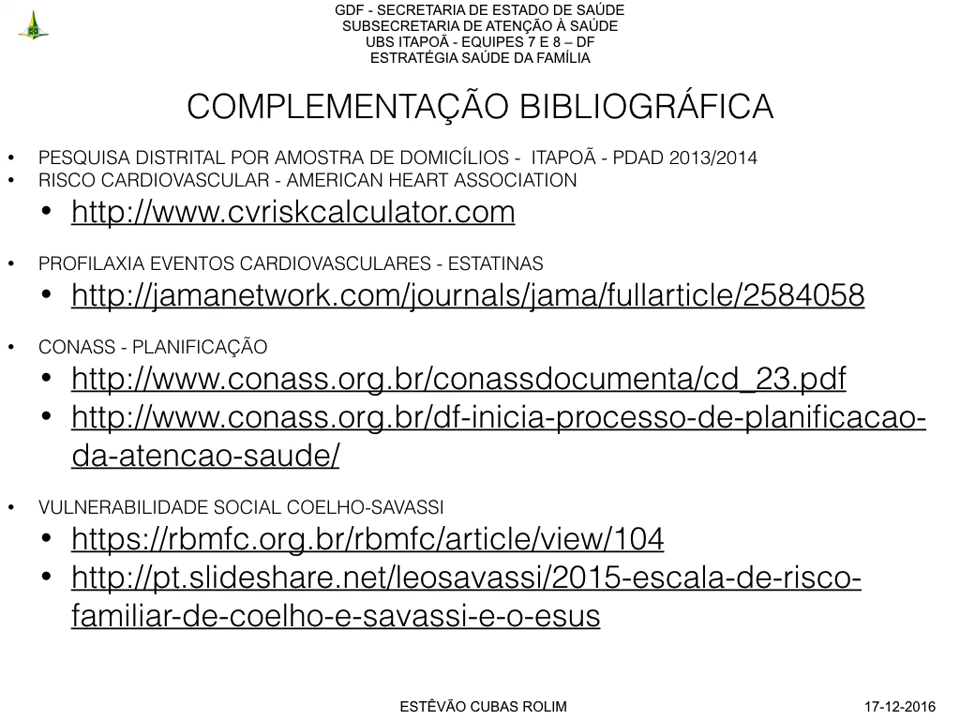 GDF - SECRETARIA DE ESTADO DE SAÚDE
SUBSECRETARIA DE ATENÇÃO À SAÚDE
UBS ITAPOÃ - EQUIPES 7 E 8 – DF
ESTRATÉGIA SAÚDE DA FAMÍLIA
COMPLEMENTAÇÃO BIBLIOGRÁFICA
• PESQUISA DISTRITAL POR AMOSTRA DE DOMICÍLIOS - ITAPOÃ - PDAD 2013/2014
• RISCO CARDIOVASCULAR - AMERICAN HEART ASSOCIATION
• http://www.cvriskcalculator.com
• PROFILAXIA EVENTOS CARDIOVASCULARES - ESTATINAS
• http://jamanetwork.com/journals/jama/fullarticle/2584058
• CONASS - PLANIFICAÇÃO
• http://www.conass.org.br/conassdocumenta/cd_23.pdf
• http://www.conass.org.br/df-inicia-processo-de-planificacao-
da-atencao-saude/
• VULNERABILIDADE SOCIAL COELHO-SAVASSI
• https://rbmfc.org.br/rbmfc/article/view/104
• http://pt.slideshare.net/leosavassi/2015-escala-de-risco-
familiar-de-coelho-e-savassi-e-o-esus
ESTÊVÃO CUBAS ROLIM
17-12-2016